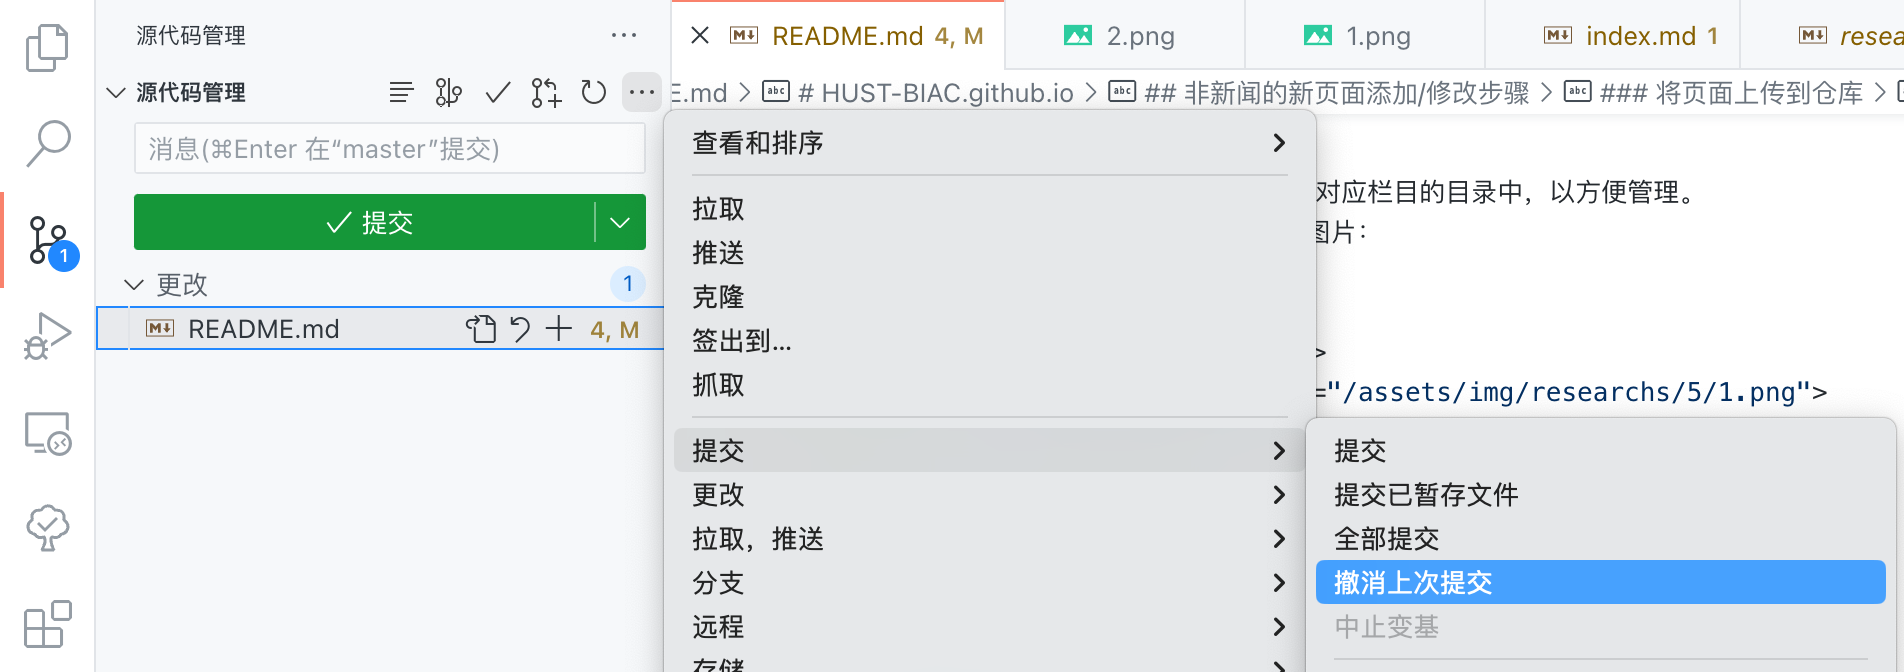 源代码管理
README.md 4, M
2.png
1.png
index.md 1
源代码管理
.md > # HUST-BIAC.github.io > ## 非新闻的新页面添加/修改步骤 > ### 将页面上传到仓库 >
消息(⌘Enter 在“master”提交)
提交
更改 1
README.md 4, M
1
查看和排序
拉取
推送
克隆
签出到...
抓取
提交
更改
拉取，推送
分支
远程
存储
对应栏目的目录中，以方便管理。
图片：
>
="/assets/img/researchs/5/1.png">
提交
提交已暂存文件
全部提交
撤消上次提交
中止变基